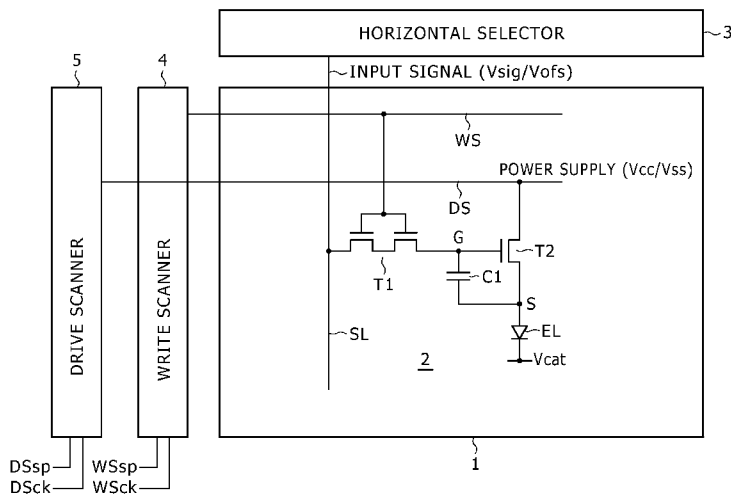 HORIZONTAL SELECTOR
3
5
4
INPUT SIGNAL (Vsig/Vofs)
WS
POWER SUPPLY (Vcc/Vss)
DS
G
T2
T1
C1
S
DRIVE SCANNER
WRITE SCANNER
SL
EL
2
Vcat
DSsp
WSsp
1
DSck
WSck